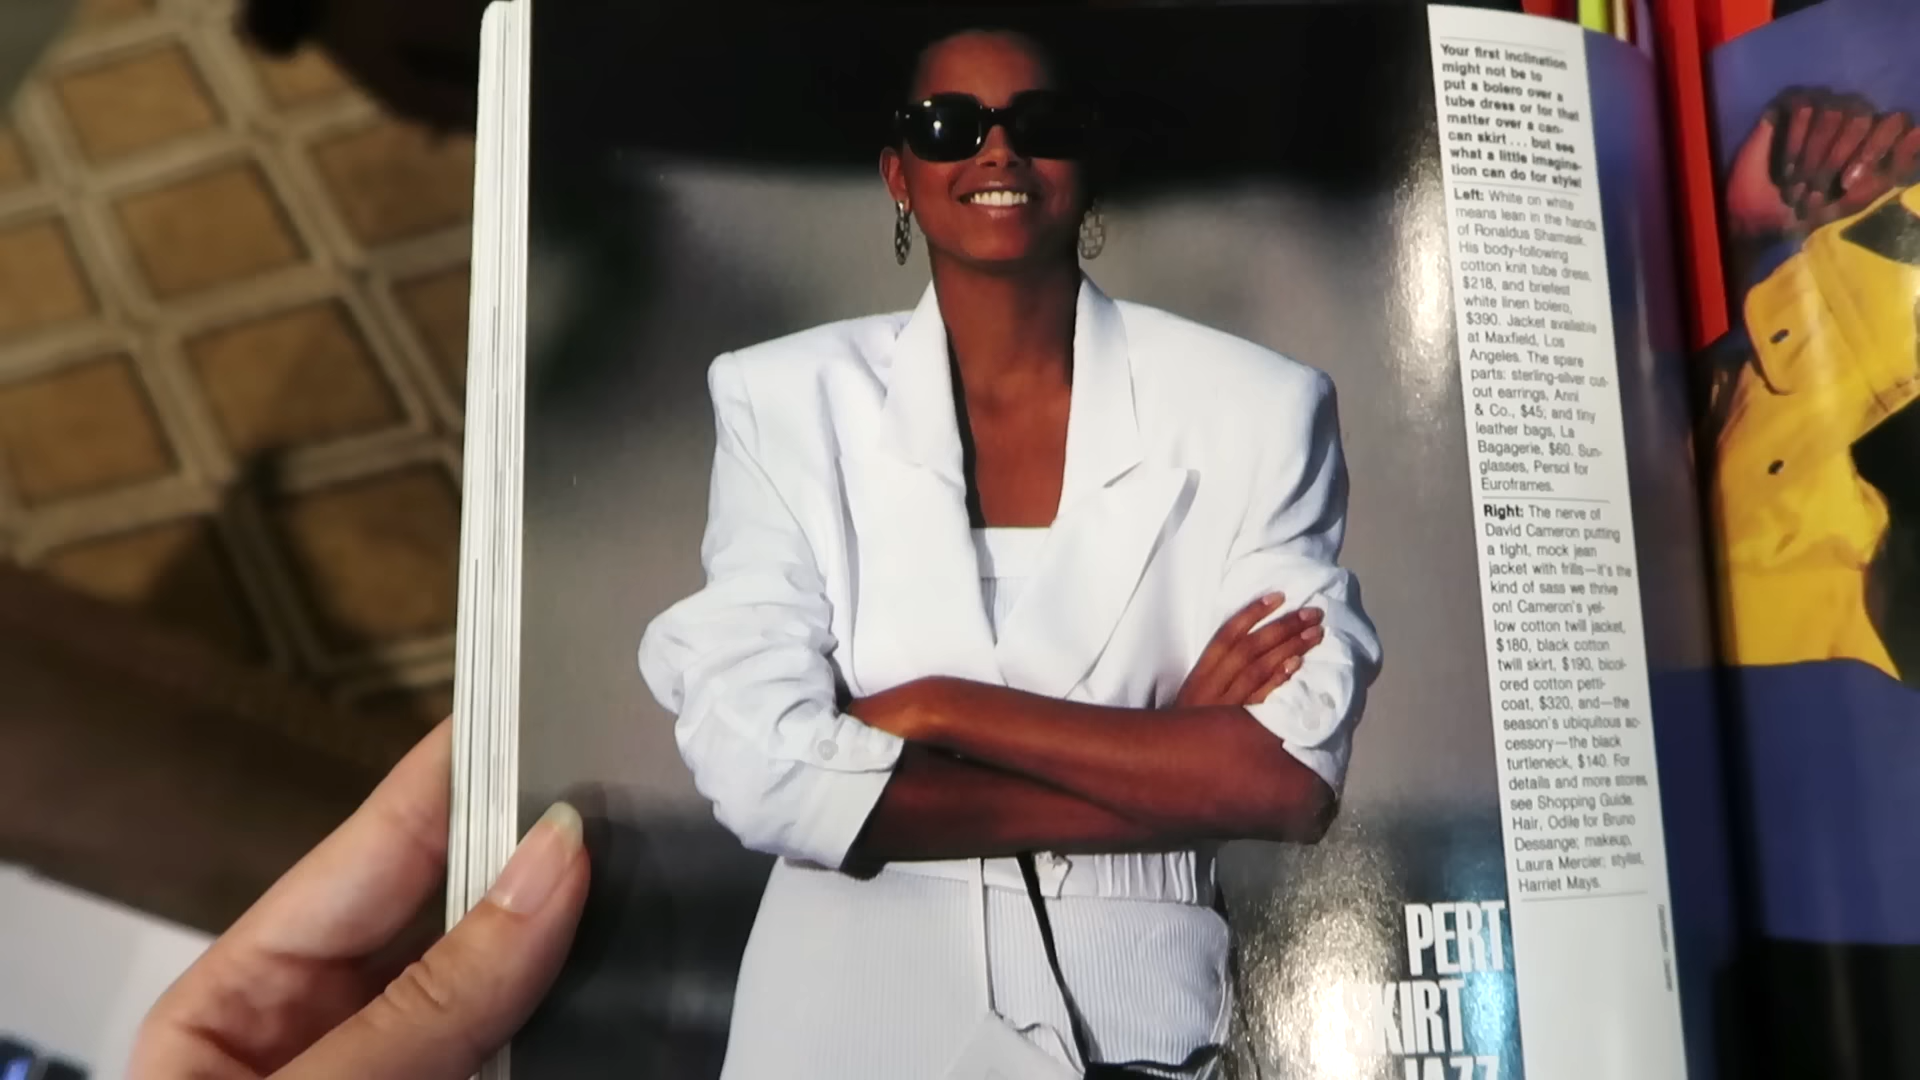 Your first inclination
might not be to
put a bolero over a
tube dress or for that
matter over a can-
can skirt... but see
what a little imagina-
tion can do for style!
Left: White on white
means lean in the hands
of Ronaldus Shamask.
His body-following
cotton knit tube dress,
$218, and briefest
white linen bolero,
$390. Jacket available
at Maxfield, Los
Angeles. The spare
parts: sterling-silver cut-
out earrings, Anni
& Co., $45; and tiny
leather bags, La
Bagagerie, $60. Sun-
glasses, Persol for
Euroframes.
Right: The nerve of
David Cameron putting
a tight, mock jean
jacket with frills—it's the
kind of sass we thrive
on! Cameron's yel-
low cotton twill jacket,
$180, black cotton
twill skirt, $190, bicol-
ored cotton petti-
coat, $320, and—the
season's ubiquitous ac-
cessory—the black
turtleneck, $140. For
details and more stores
see Shopping Guide.
Hair, Odile for Bruno
Dessange; makeup,
Laura Mercier; stylist,
Harriet Mays.
PERT
SKIRT
JAZZ